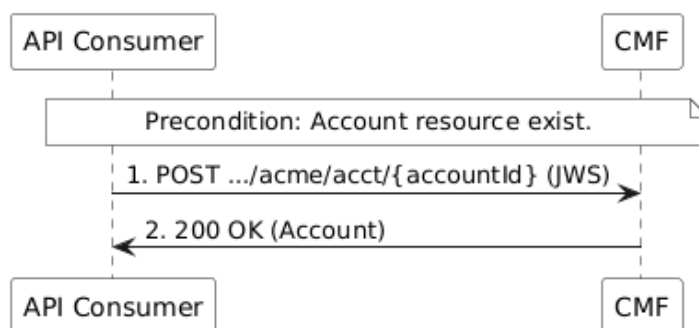 API Consumer
CMF
Precondition: Account resource exist.
1. POST .../acme/acct/{accountId} (JWS)
2. 200 OK (Account)
API Consumer
CMF